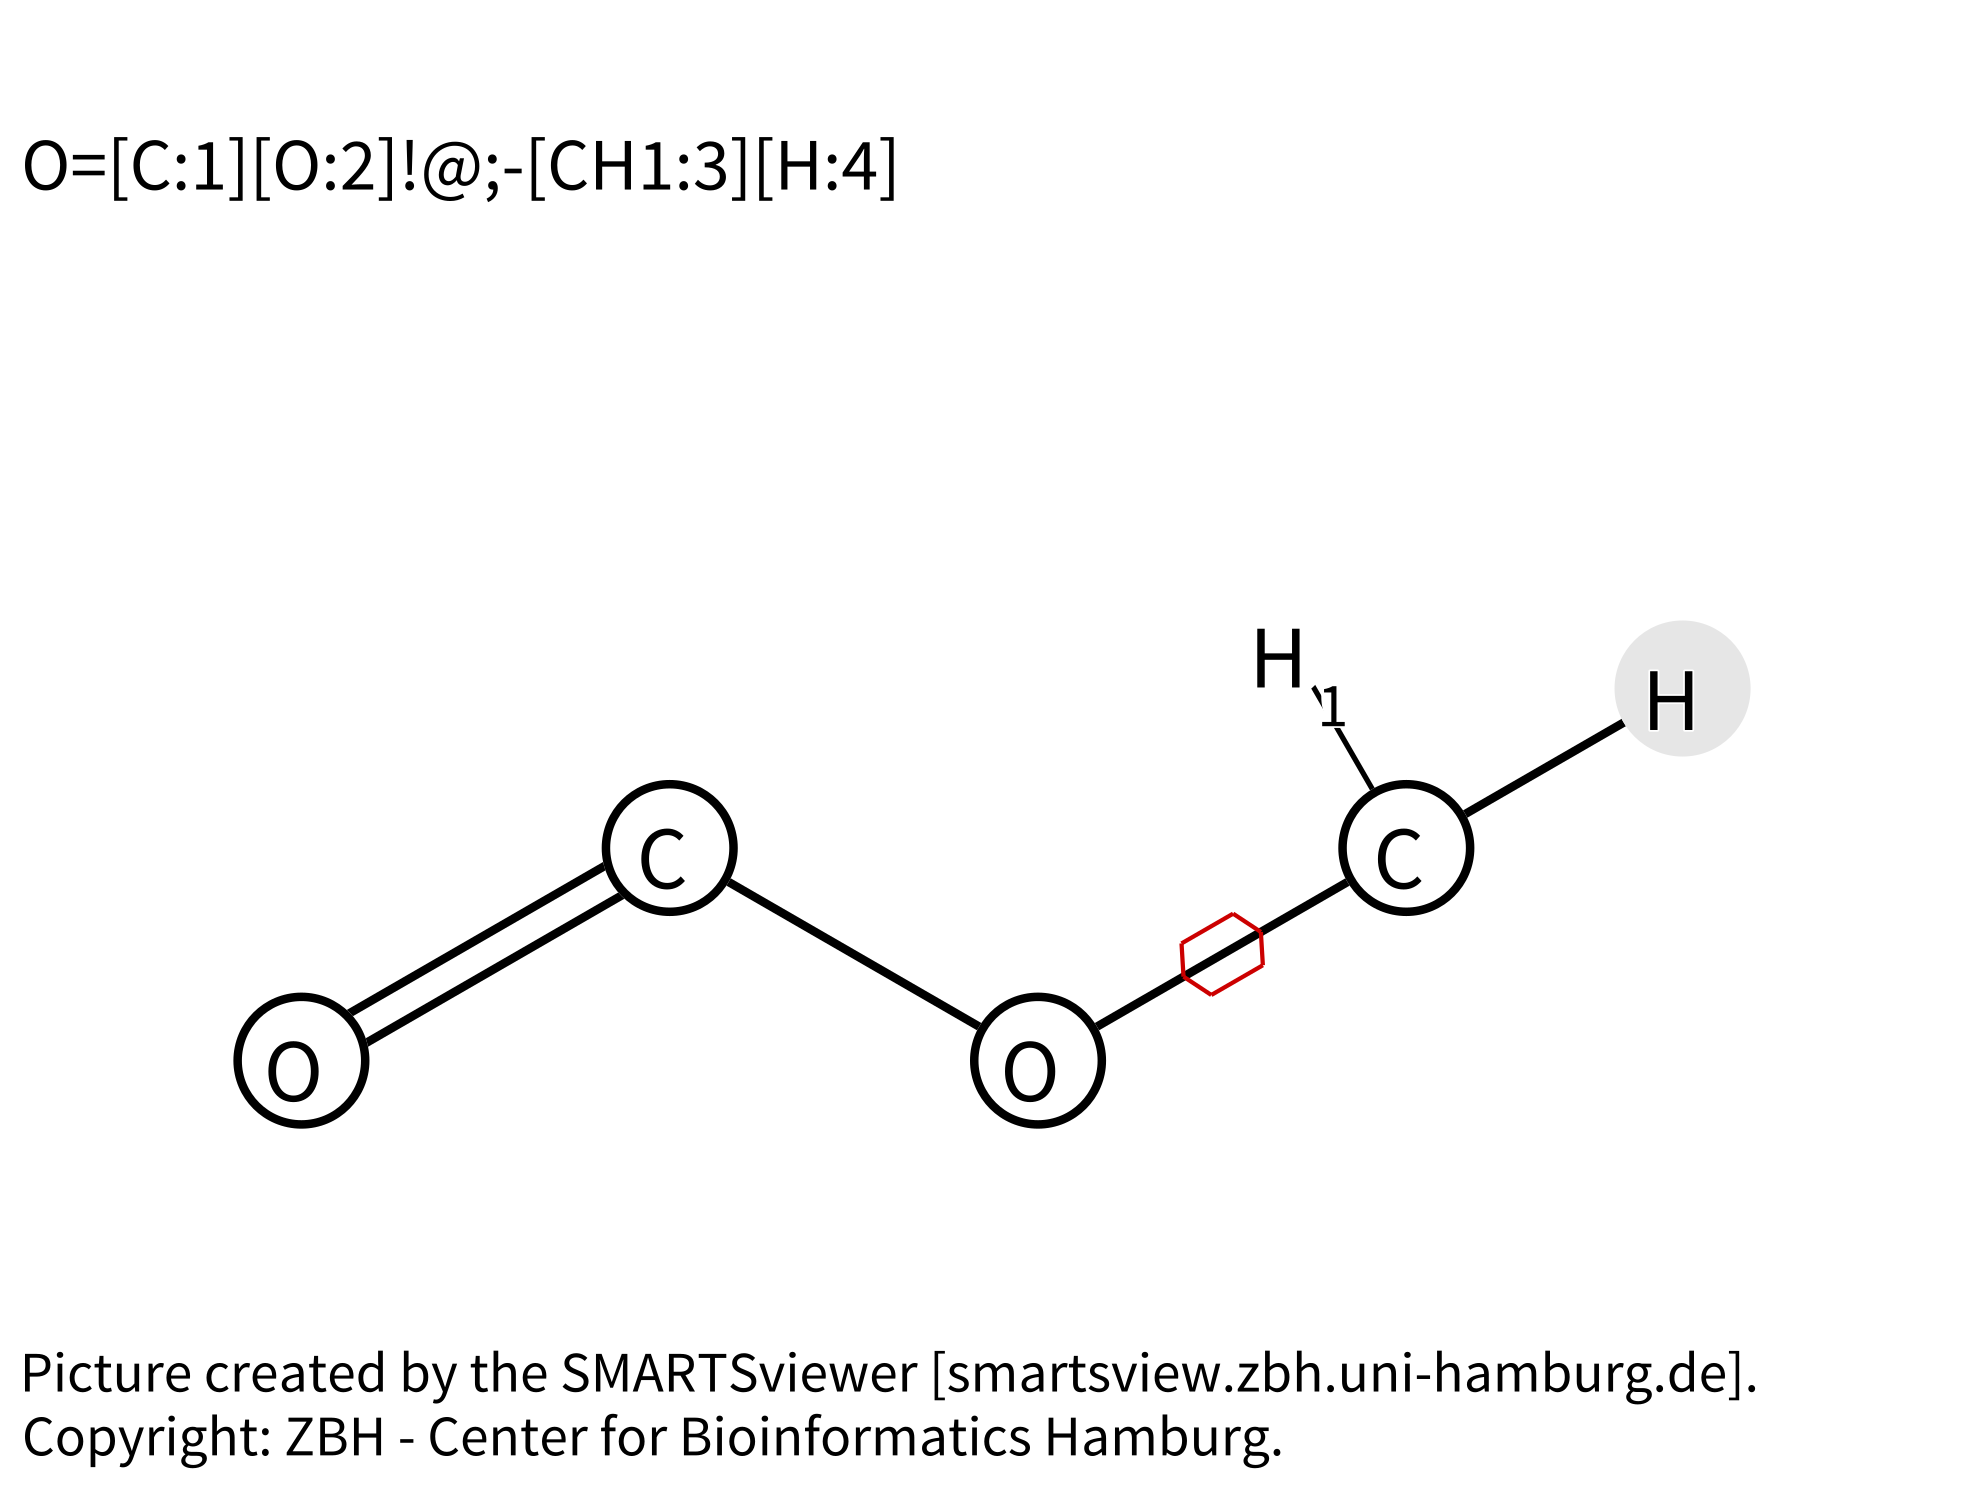 O=[C:1][O:2]!@;-[CH1:3][H:4]
H
1
H
C
C
O
O
Picture created by the SMARTSviewer [smartsview.zbh.uni-hamburg.de].
Copyright: ZBH - Center for Bioinformatics Hamburg.